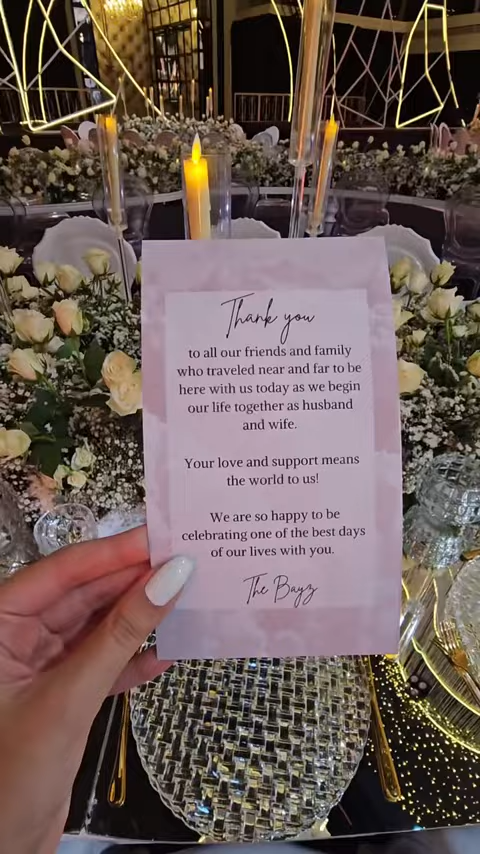 Thank you
to all our friends and family
who traveled near and far to be
here with us today as we begin
our life together as husband
and wife.
Your love and support means
the world to us!
We are so happy to be
celebrating one of the best days
of our lives with you.
The Bayz